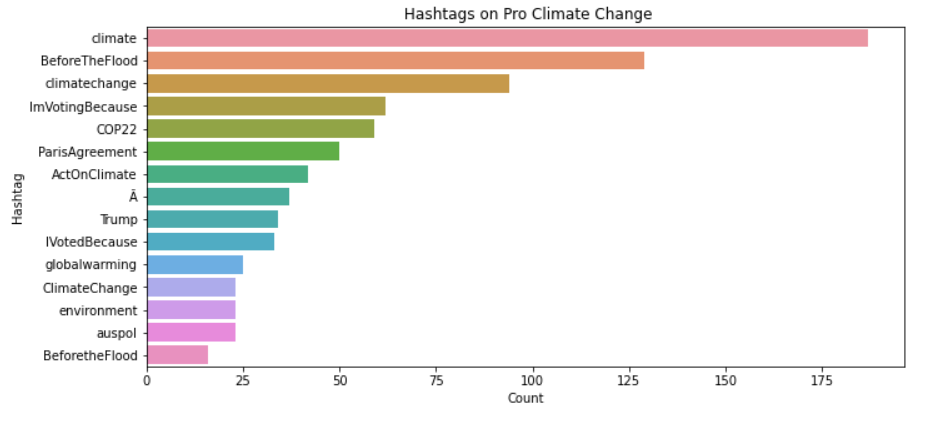 Hashtags on Pro Climate Change
Hashtag
climate
BeforeTheFlood
climatechange
ImVotingBecause
COP22
ParisAgreement
ActOnClimate
Â
Trump
IVotedBecause
globalwarming
ClimateChange
environment
auspol
BeforetheFlood
0 25 50 75 100 125 150 175
Count